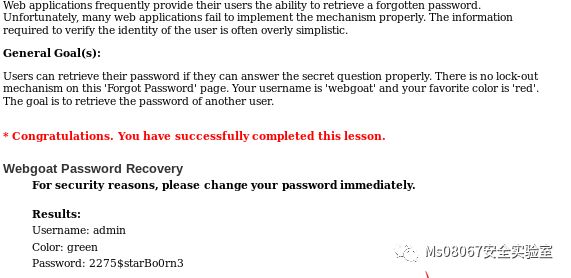 Web applications frequently provide their users the ability to retrieve a forgotten password.
Unfortunately, many web applications fail to implement the mechanism properly. The information
required to verify the identity of the user is often overly simplistic.
General Goal(s):
Users can retrieve their password if they can answer the secret question properly. There is no lock-out
mechanism on this 'Forgot Password' page. Your username is 'webgoat' and your favorite color is 'red'.
The goal is to retrieve the password of another user.
* Congratulations. You have successfully completed this lesson.
Webgoat Password Recovery
For security reasons, please change your password immediately.
Results:
Username: admin
Color: green
Password: 2275$starBo0rn3
Ms08067安全实验室